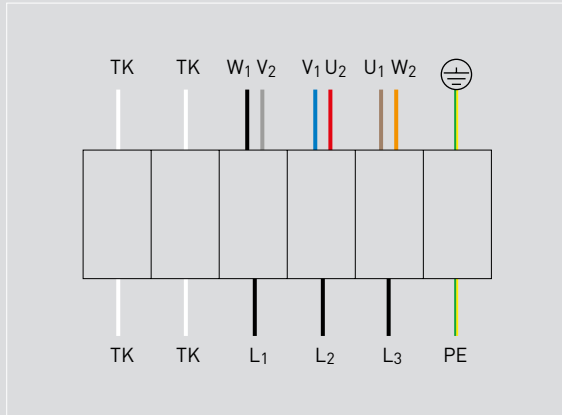 TK TK W₁ V₂ V₁ U₂ U₁ W₂
TK TK L₁ L₂ L₃ PE